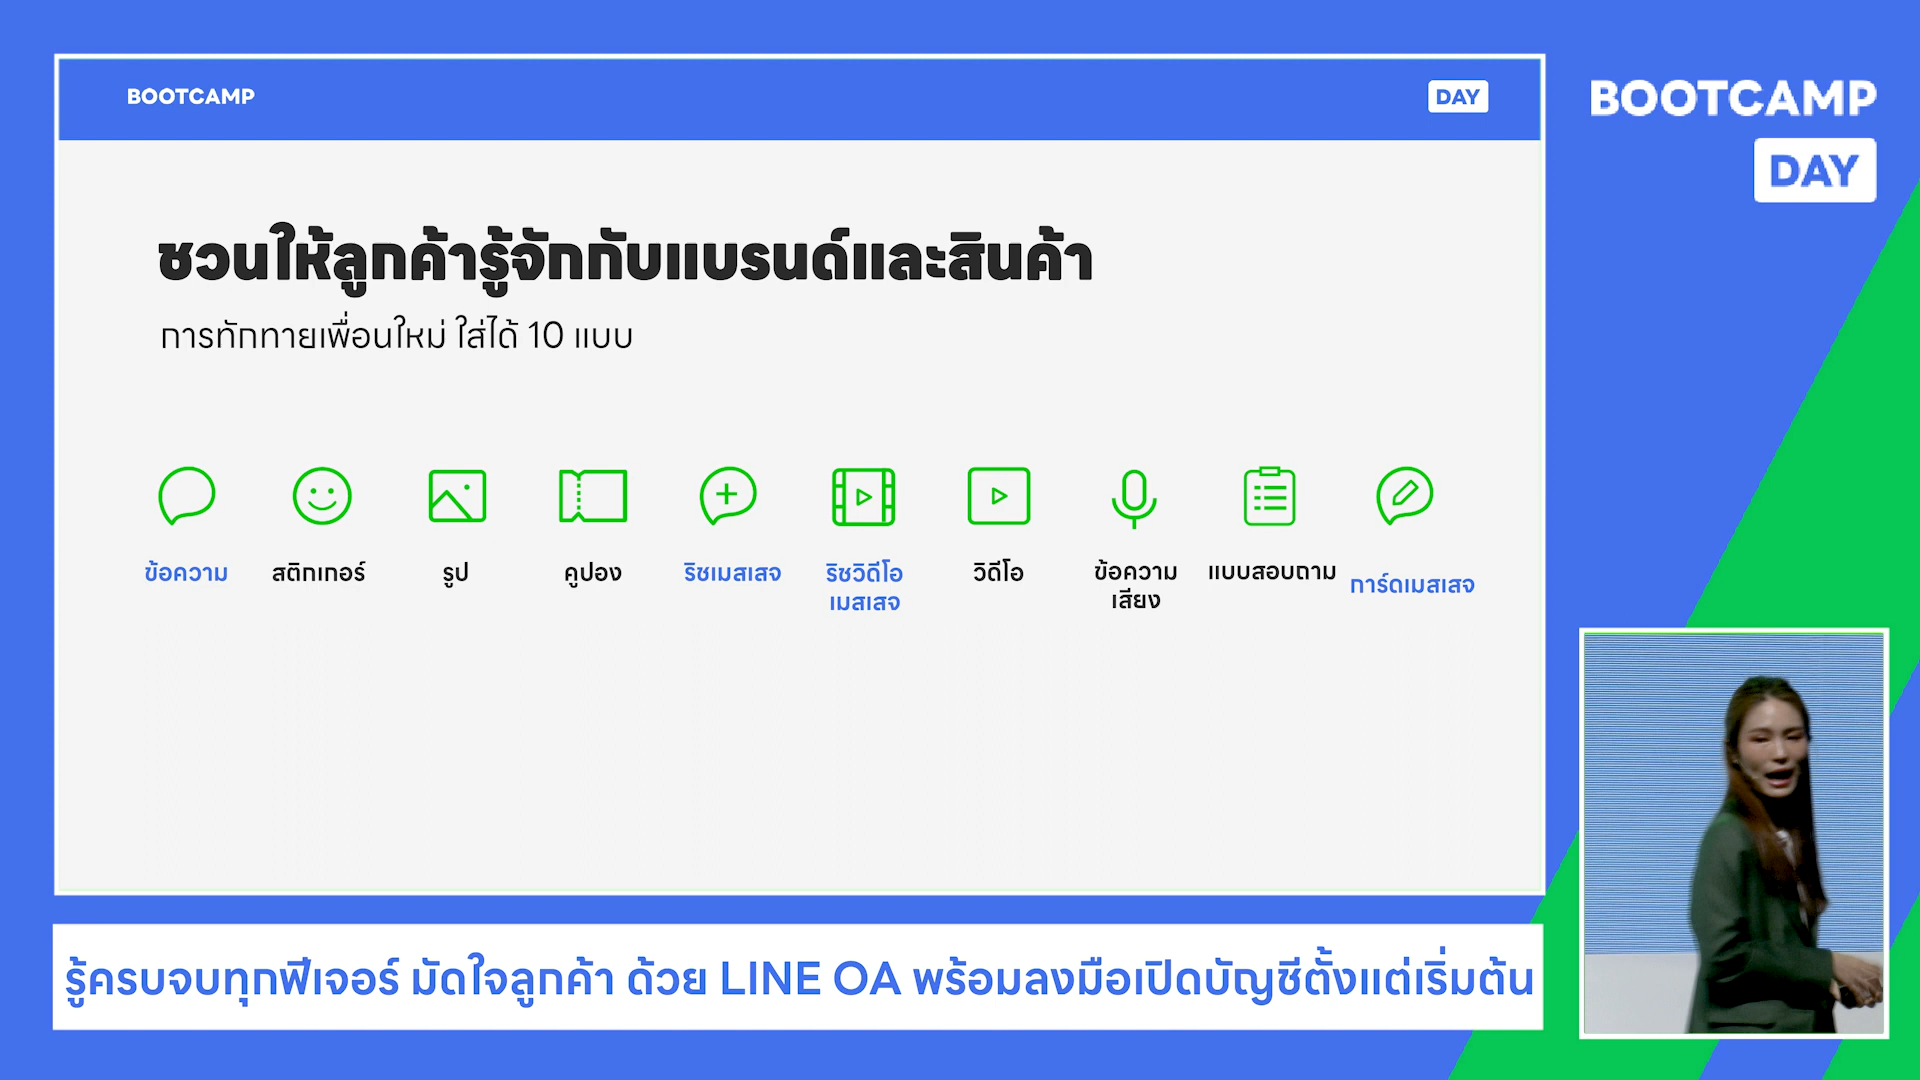 BOOTCAMP
DAY
BOOTCAMP
DAY
ชวนให้ลูกค้ารู้จักกับแบรนด์และสินค้า
การทักทายเพื่อนใหม่ ใส่ได้ 10 แบบ
ข้อความ
สติกเกอร์
รูป
คูปอง
ริชเมสเสจ
ริชวิดีโอ
เมสเสจ
วิดีโอ
ข้อความ
เสียง
แบบสอบถาม
การ์ดเมสเสจ
รู้ครบจบทุกฟีเจอร์ มัดใจลูกค้า ด้วย LINE OA พร้อมลงมือเปิดบัญชีตั้งแต่เริ่มต้น